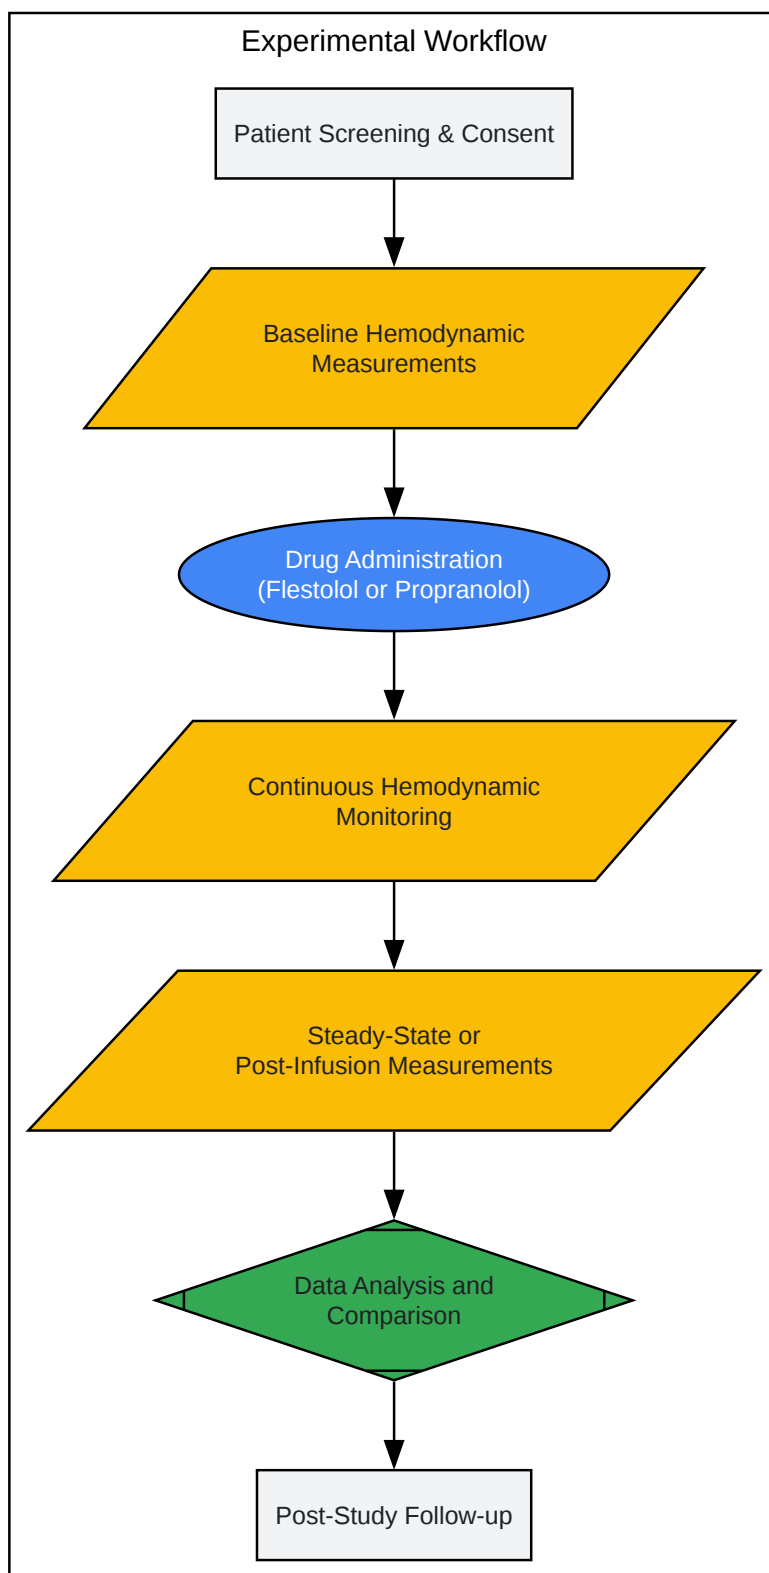 Experimental Workflow
Patient Screening & Consent
Baseline Hemodynamic
Measurements
Drug Administration
(Flestolol or Propranolol)
Continuous Hemodynamic
Monitoring
Steady-State or
Post-Infusion Measurements
Data Analysis and
Comparison
Post-Study Follow-up